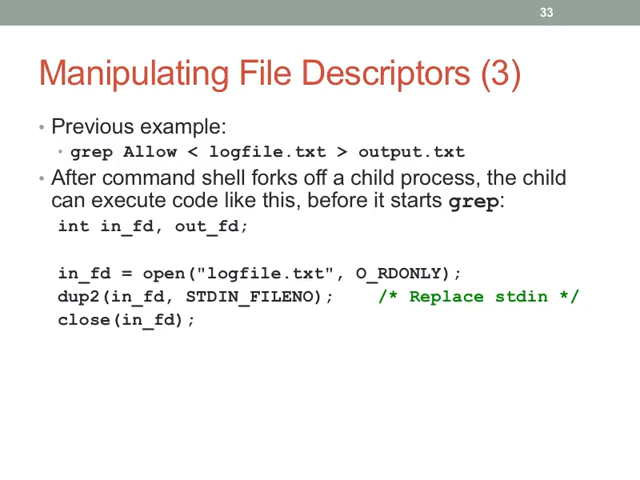 33
Manipulating File Descriptors (3)
• Previous example:
• grep Allow < logfile.txt > output.txt
• After command shell forks off a child process, the child
can execute code like this, before it starts grep:
int in_fd, out_fd;
in_fd = open("logfile.txt", O_RDONLY);
dup2(in_fd, STDIN_FILENO);    /* Replace stdin */
close(in_fd);